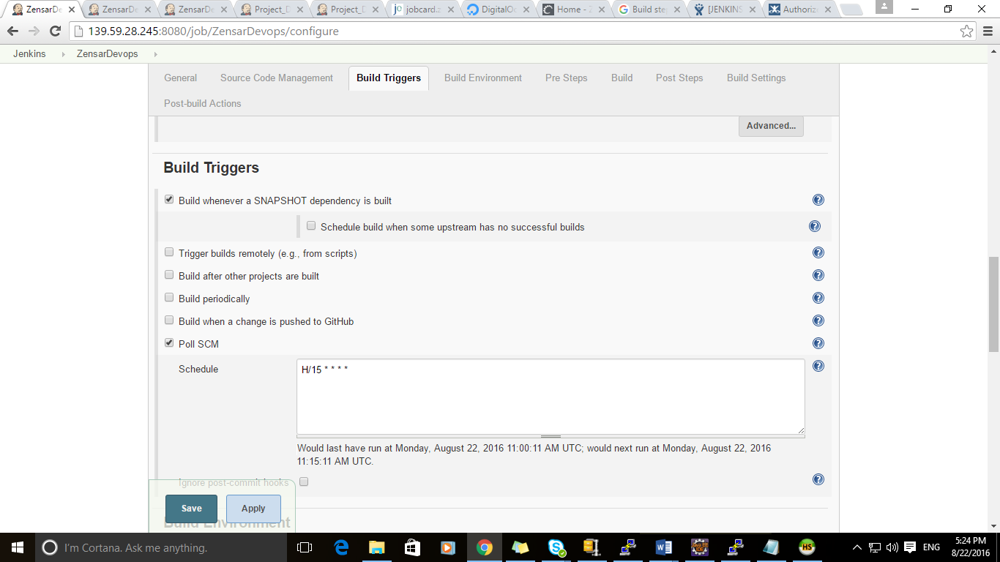 ZensarDe
ZensarDe
ZensarDe
Project_D
Project_D
jobcard.z
DigitalOc
Home - Z
Build ste
[JENKINS
Authoriz
139.59.28.245:8080/job/ZensarDevops/configure
Jenkins ZensarDevops
General Source Code Management Build Triggers Build Environment Pre Steps Build Post Steps Build Settings
Post-build Actions
Advanced...
Build Triggers
Build whenever a SNAPSHOT dependency is built
Schedule build when some upstream has no successful builds
Trigger builds remotely (e.g., from scripts)
Build after other projects are built
Build periodically
Build when a change is pushed to GitHub
Poll SCM
Schedule
H/15 * * * *
Would last have run at Monday, August 22, 2016 11:00:11 AM UTC; would next run at Monday, August 22, 2016
11:15:11 AM UTC.
Ignore post-commit hooks
Save Apply
Build Environment
I'm Cortana. Ask me anything.
ENG
5:24 PM
8/22/2016